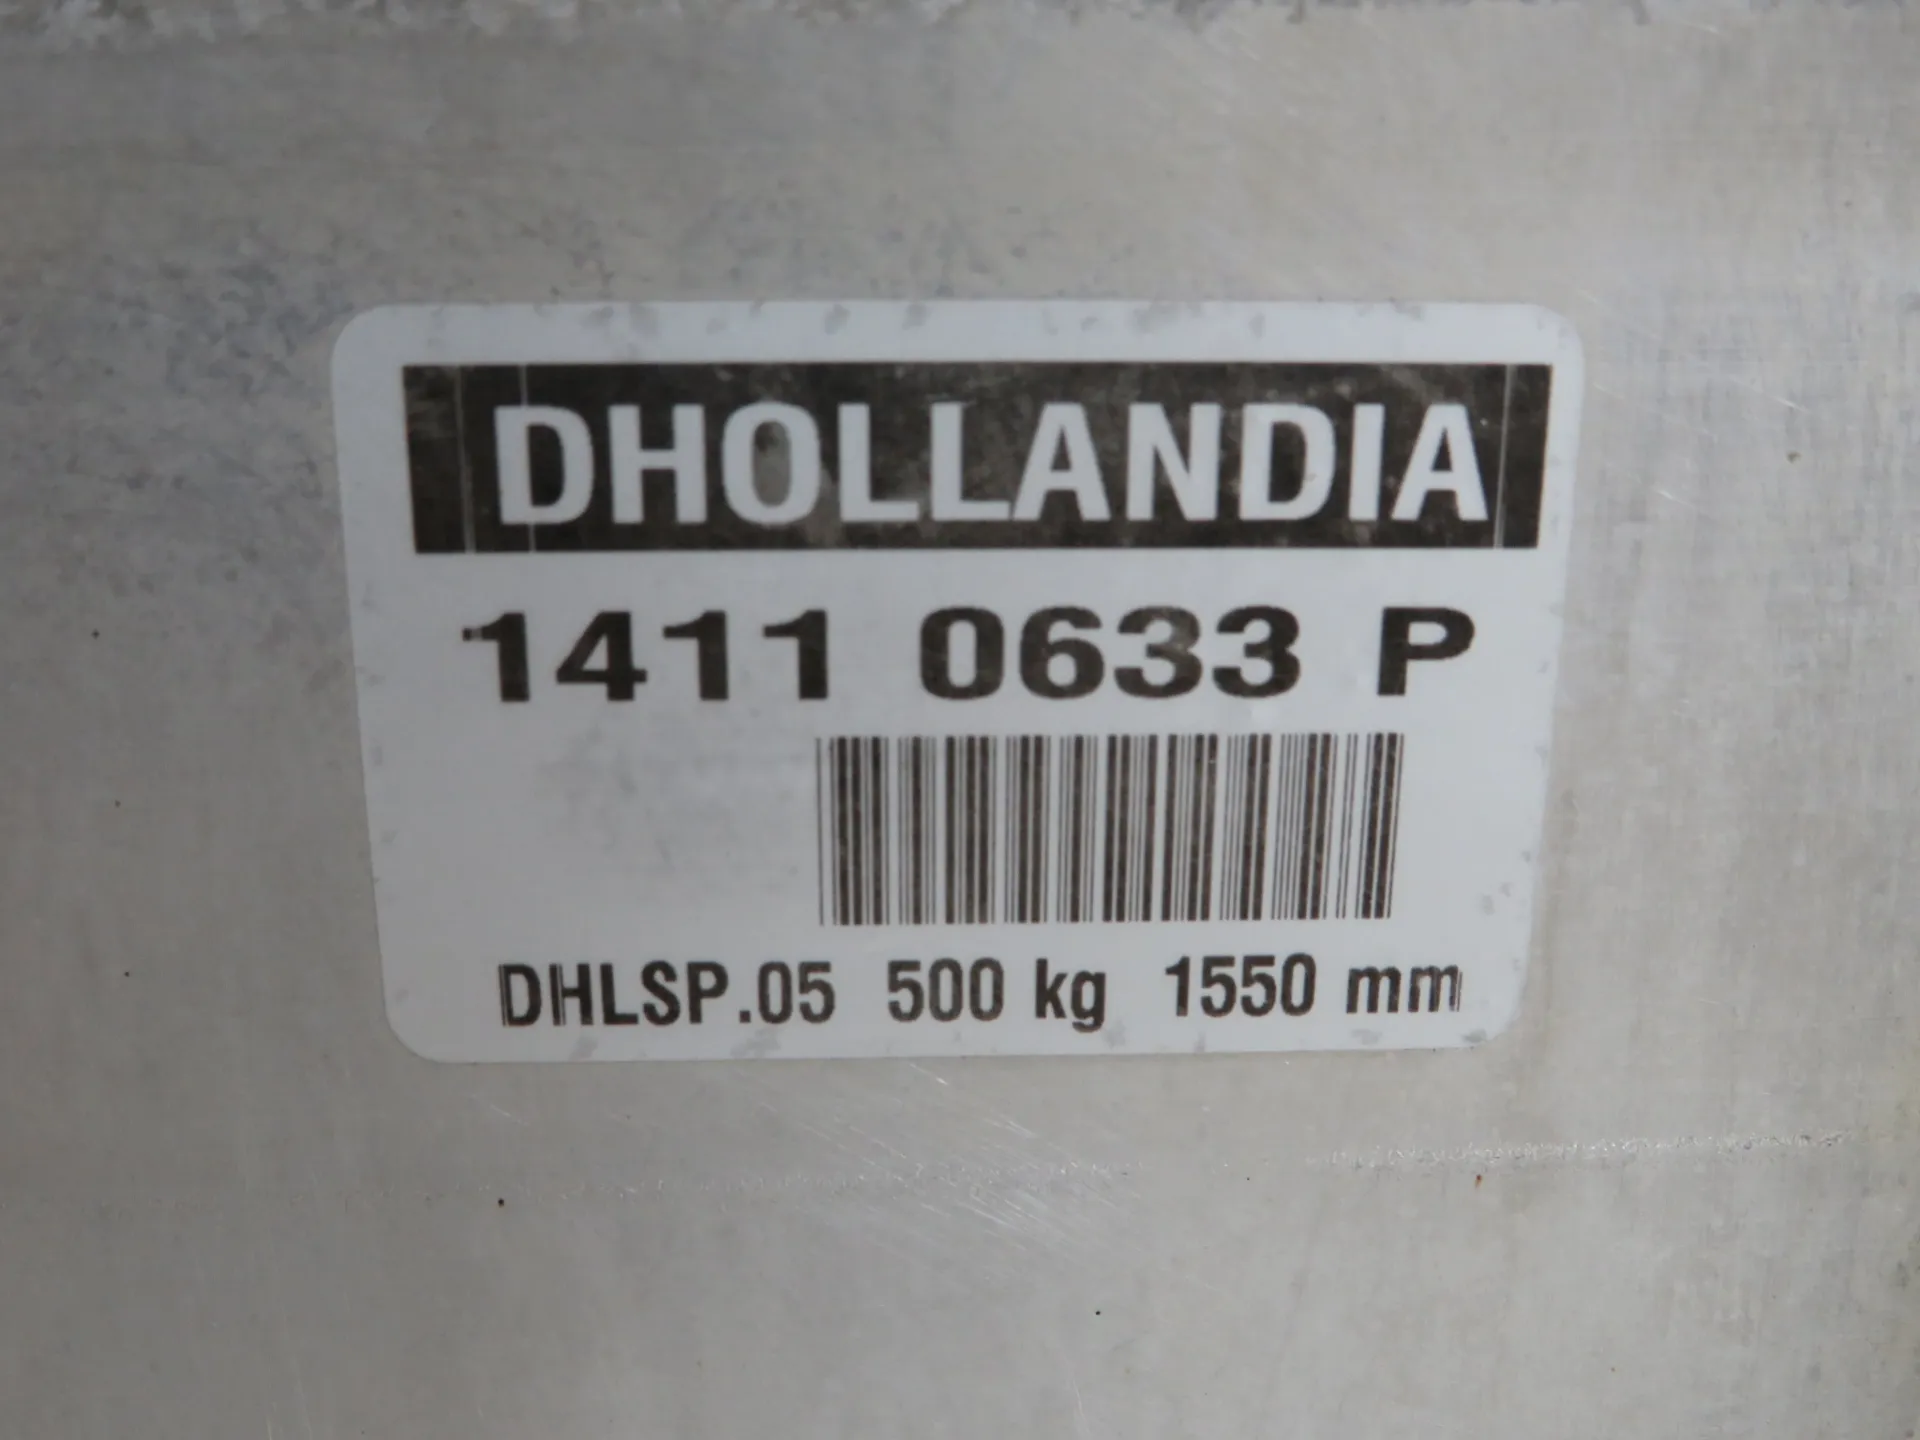 DHOLLANDIA
1411 0633 P
DHLSP.05 500 kg 1550 mm